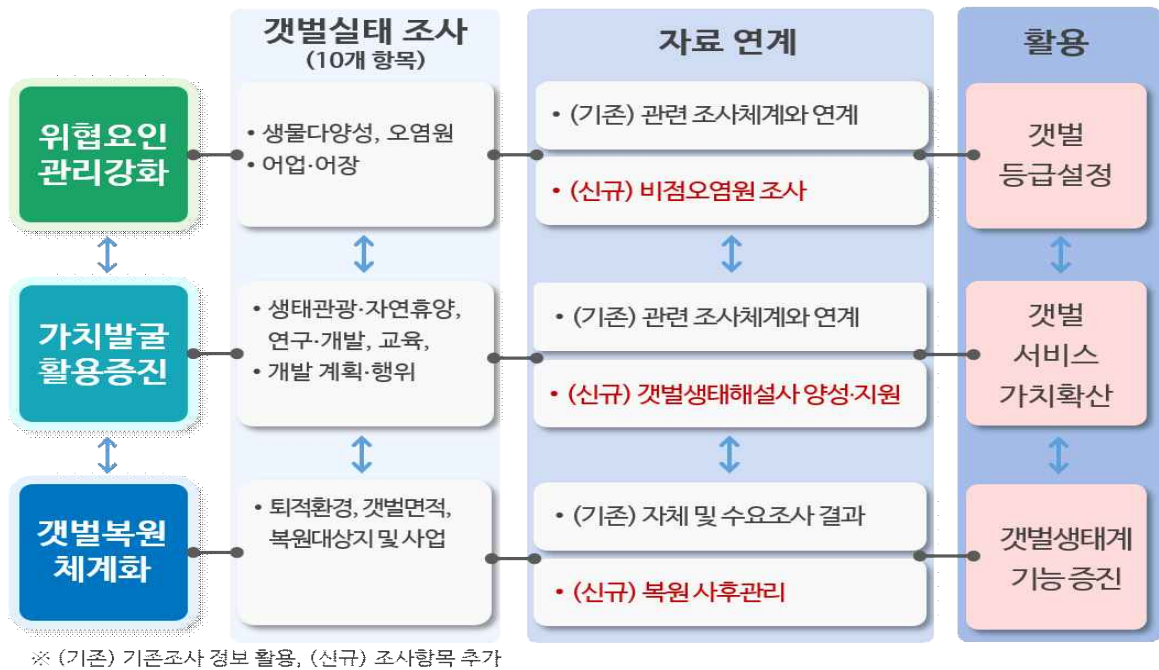 갯벌실태 조사
(10개 항목)
자료 연계
활용
위협요인
관리강화
• 생물다양성, 오염원
• 어업·어장
• (기존) 관련 조사체계와 연계
• (신규) 비점오염원 조사
갯벌
등급설정
가치발굴
활용증진
• 생태관광·자연휴양,
연구·개발, 교육,
• 개발 계획·행위
• (기존) 관련 조사체계와 연계
• (신규) 갯벌생태해설사 양성·지원
갯벌
서비스
가치확산
갯벌복원
체계화
• 퇴적환경, 갯벌면적,
복원대상지 및 사업
• (기존) 자체 및 수요조사 결과
• (신규) 복원 사후관리
갯벌생태계
기능 증진
※ (기존) 기존조사 정보 활용, (신규) 조사항목 추가